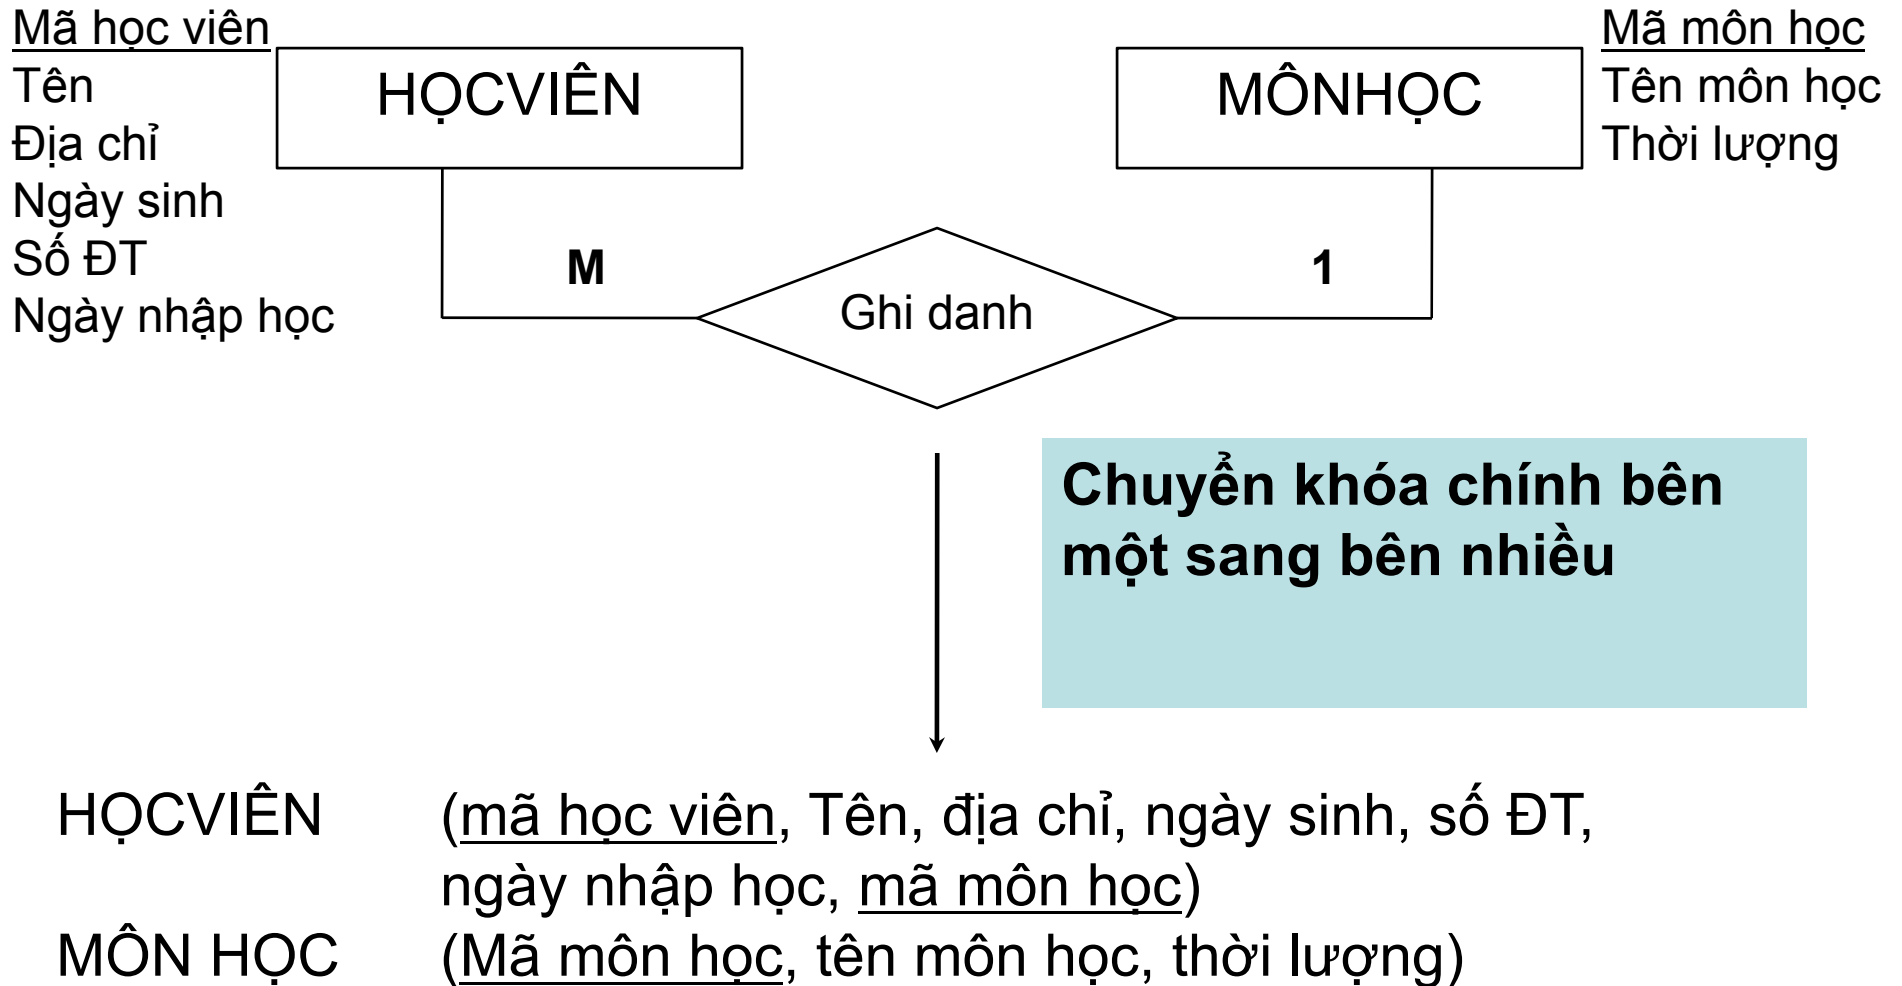 Mã học viên
Tên
Địa chỉ
Ngày sinh
Số ĐT
Ngày nhập học
HỌCVIÊN
MÔNHỌC
Mã môn học
Tên môn học
Thời lượng
M
1
Ghi danh
Chuyển khóa chính bên
một sang bên nhiều
HỌCVIÊN (mã học viên, Tên, địa chỉ, ngày sinh, số ĐT,
ngày nhập học, mã môn học)
MÔN HỌC (Mã môn học, tên môn học, thời lượng)